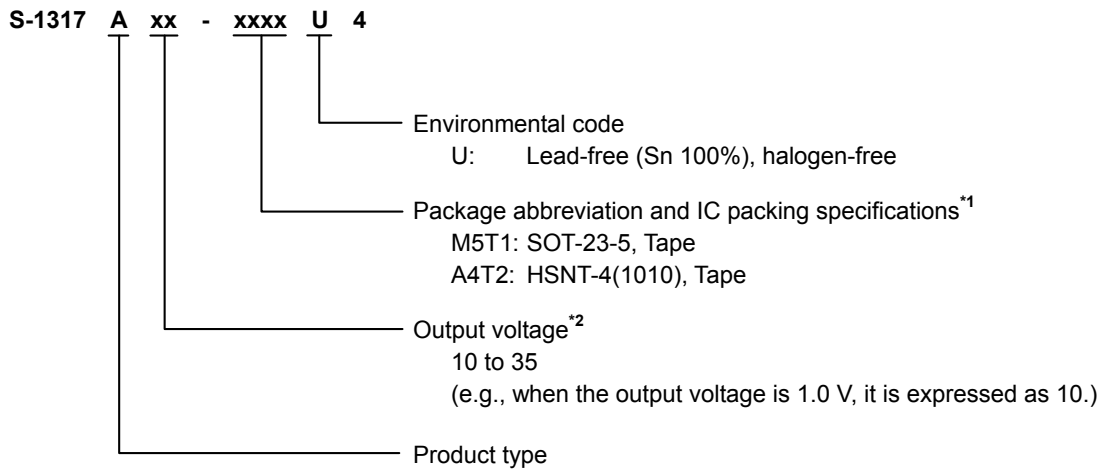 S-1317 A xx - xxxx U 4
Environmental code
U: Lead-free (Sn 100%), halogen-free
Package abbreviation and IC packing specifications*1
M5T1: SOT-23-5, Tape
A4T2: HSNT-4(1010), Tape
Output voltage*2
10 to 35
(e.g., when the output voltage is 1.0 V, it is expressed as 10.)
Product type